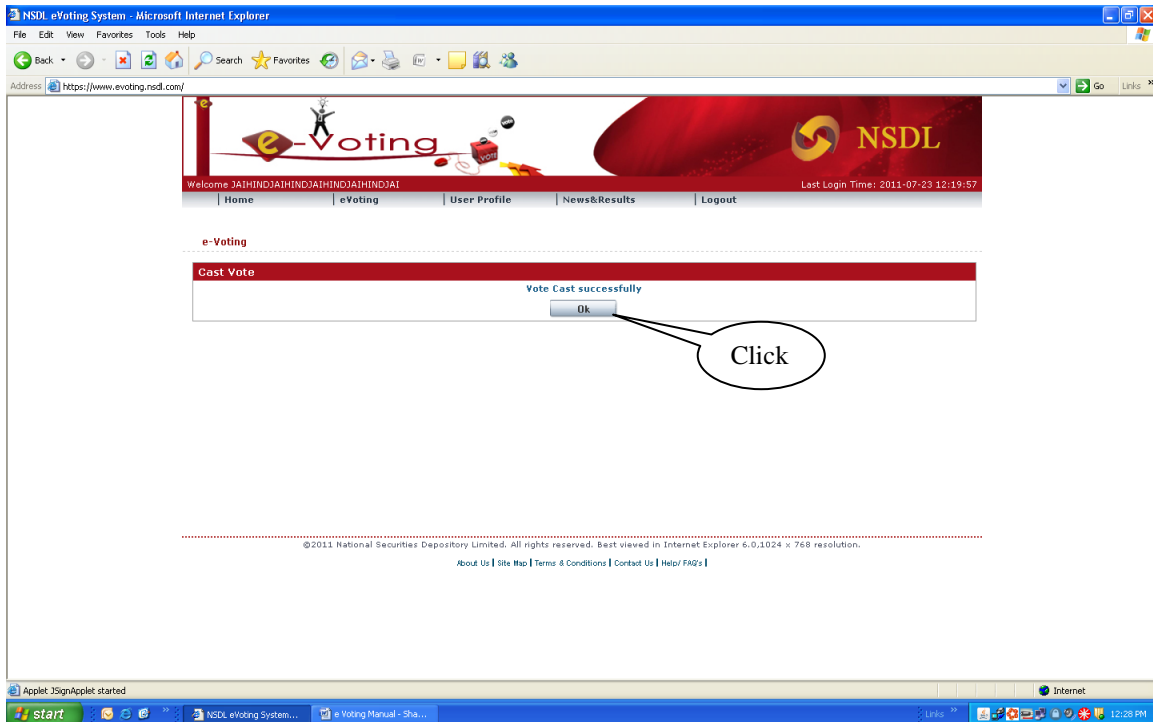 NSDL eVoting System - Microsoft Internet Explorer
File Edit View Favorites Tools Help
Back Search Favorites
Address https://www.evoting.nsdl.com/ Go Links »
e-Voting
VOTE
NSDL
Welcome JAIHINDJAIHINDJAIHINDJAIHINDJAI Last Login Time: 2011-07-23 12:19:57
| Home | eVoting | User Profile | News&Results | Logout
e-Voting
Cast Vote
Vote Cast successfully
Ok
Click
©2011 National Securities Depository Limited. All rights reserved. Best viewed in Internet Explorer 6.0,1024 x 768 resolution.
About Us | Site Map | Terms & Conditions | Contact Us | Help/ FAQ's |
Applet JSignApplet started Internet
start » NSDL eVoting System... e Voting Manual - Sha... Links » 12:28 PM